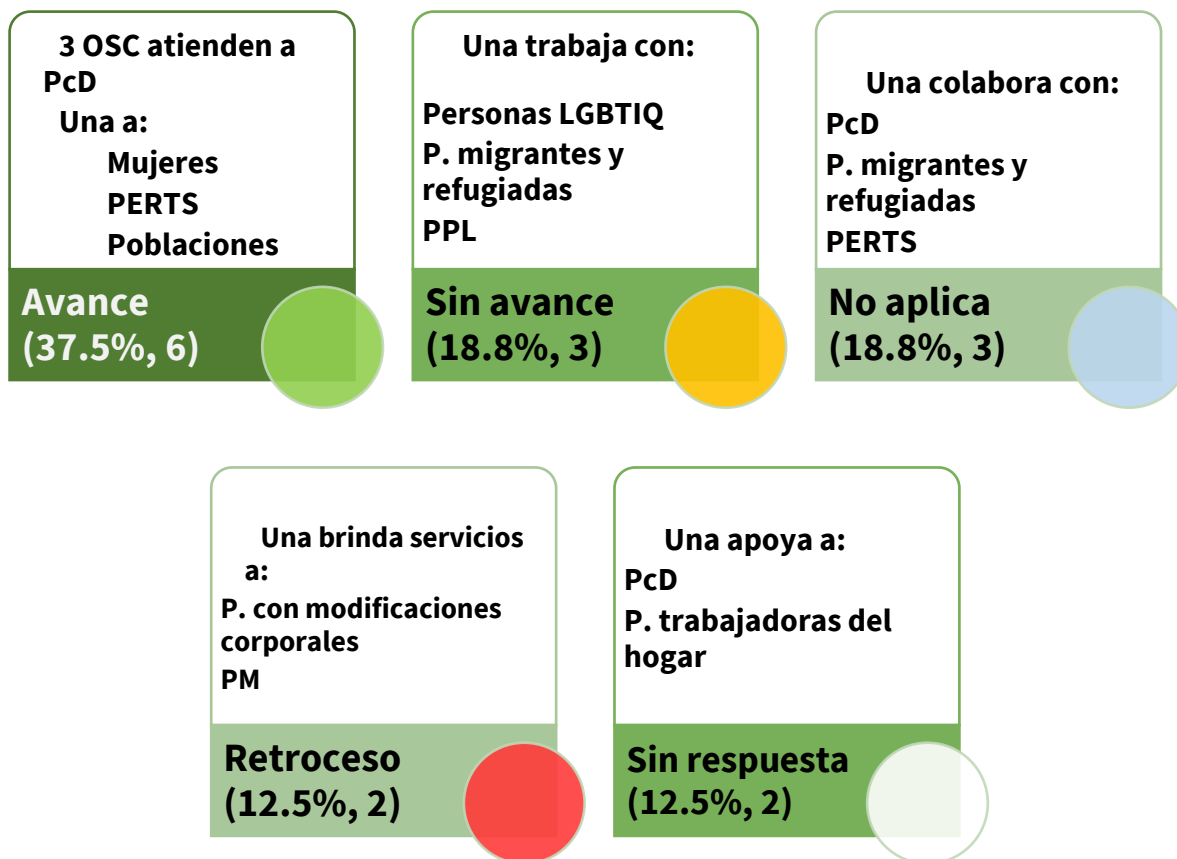 3 OSC atienden a
PcD
Una a:
Mujeres
PERTS
Poblaciones
Avance
(37.5%, 6)
Una trabaja con:
Personas LGBTIQ
P. migrantes y
refugiadas
PPL
Sin avance
(18.8%, 3)
Una colabora con:
PcD
P. migrantes y
refugiadas
PERTS
No aplica
(18.8%, 3)
Una brinda servicios
a:
P. con modificaciones
corporales
PM
Retroceso
(12.5%, 2)
Una apoya a:
PcD
P. trabajadoras del
hogar
Sin respuesta
(12.5%, 2)